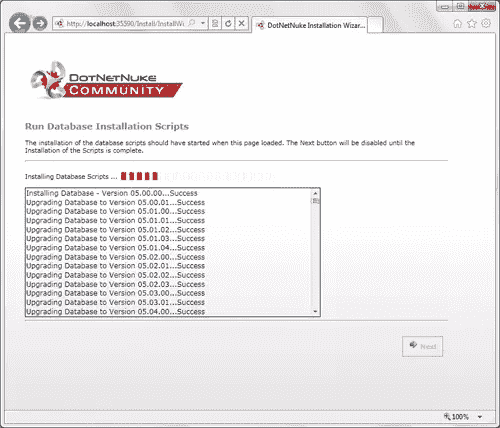 http://localhost:35590/Install/InstallWi
DotNetNuke Installation Wizar...
DOTNETNUKE
COMMUNITY
Run Database Installation Scripts
The installation of the database scripts should have started when this page loaded. The Next button will be disabled until the
Installation of the Scripts is complete.
Installing Database Scripts ...
Installing Database - Version 05.00.00...Success
Upgrading Database to Version 05.00.01...Success
Upgrading Database to Version 05.01.00...Success
Upgrading Database to Version 05.01.01...Success
Upgrading Database to Version 05.01.02...Success
Upgrading Database to Version 05.01.03...Success
Upgrading Database to Version 05.01.04...Success
Upgrading Database to Version 05.02.00...Success
Upgrading Database to Version 05.02.01...Success
Upgrading Database to Version 05.02.02...Success
Upgrading Database to Version 05.02.03...Success
Upgrading Database to Version 05.03.00...Success
Upgrading Database to Version 05.03.01...Success
Upgrading Database to Version 05.04.00...Success
Next
100%